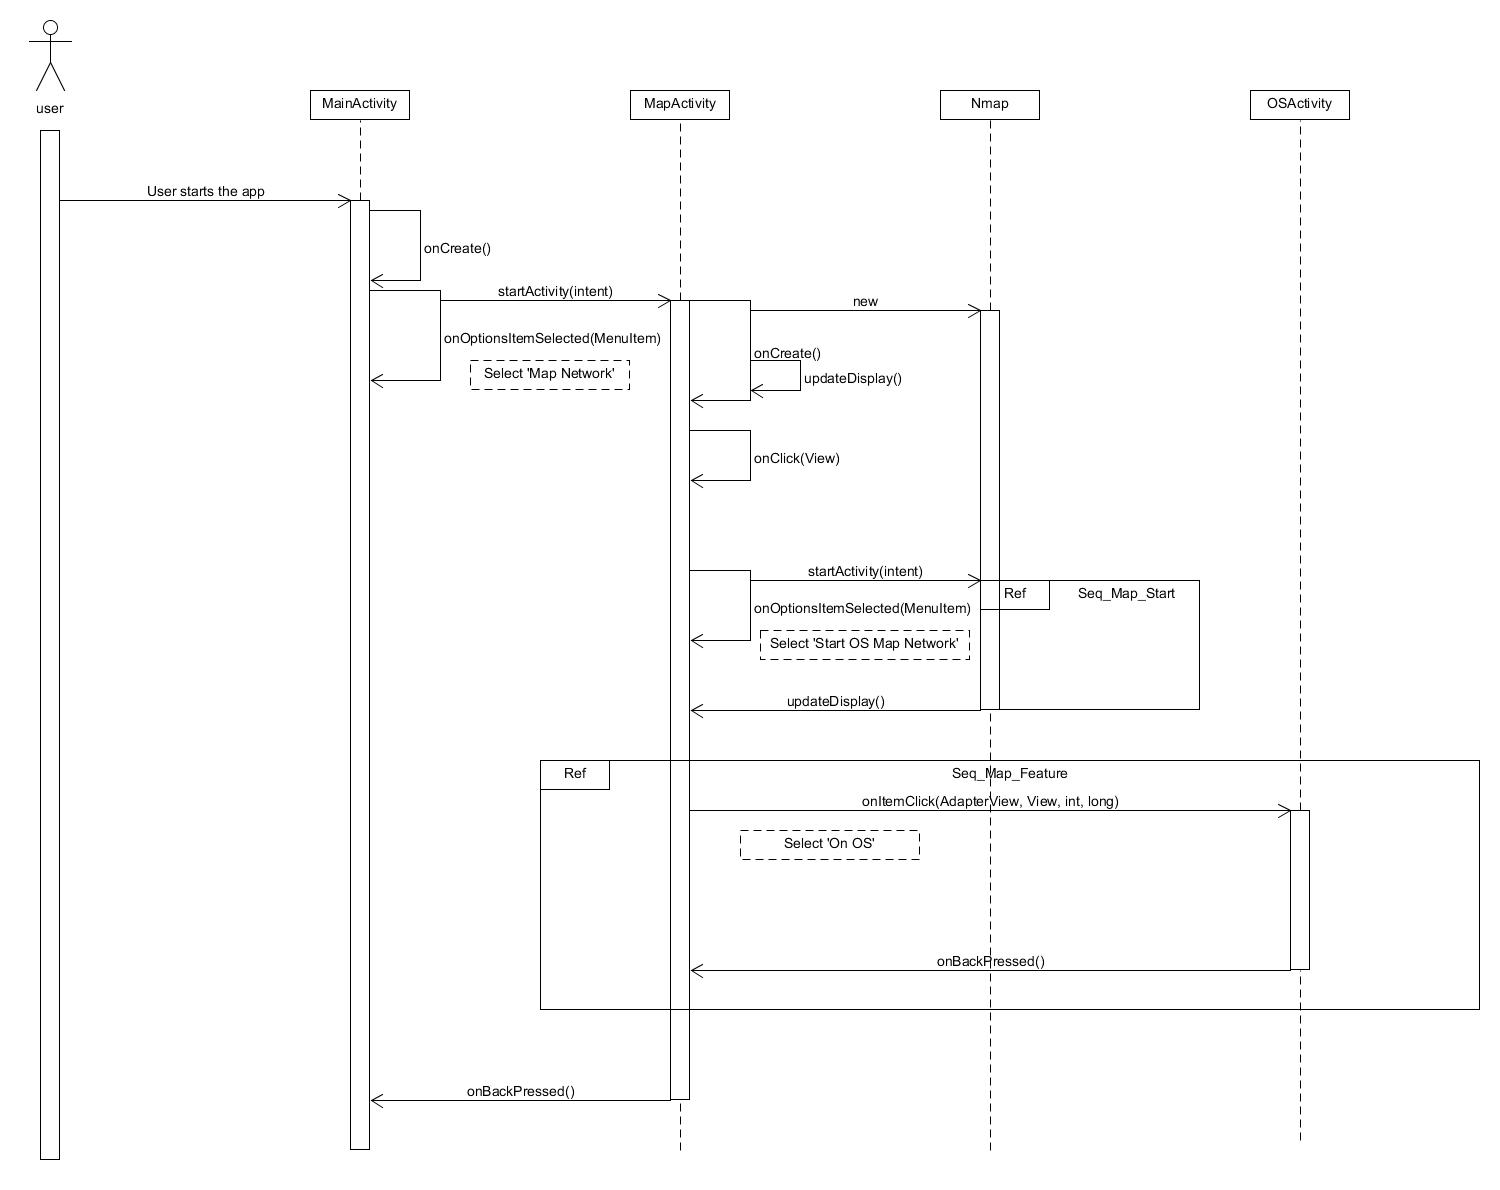 user
MainActivity
MapActivity
Nmap
OSActivity
User starts the app
onCreate()
startActivity(intent)
new
onOptionsItemSelected(MenuItem)
onCreate()
Select 'Map Network'
updateDisplay()
onClick(View)
startActivity(intent)
Ref
Seq_Map_Start
onOptionsItemSelected(MenuItem)
Select 'Start OS Map Network'
updateDisplay()
Ref
Seq_Map_Feature
onItemClick(AdapterView, View, int, long)
Select 'On OS'
onBackPressed()
onBackPressed()